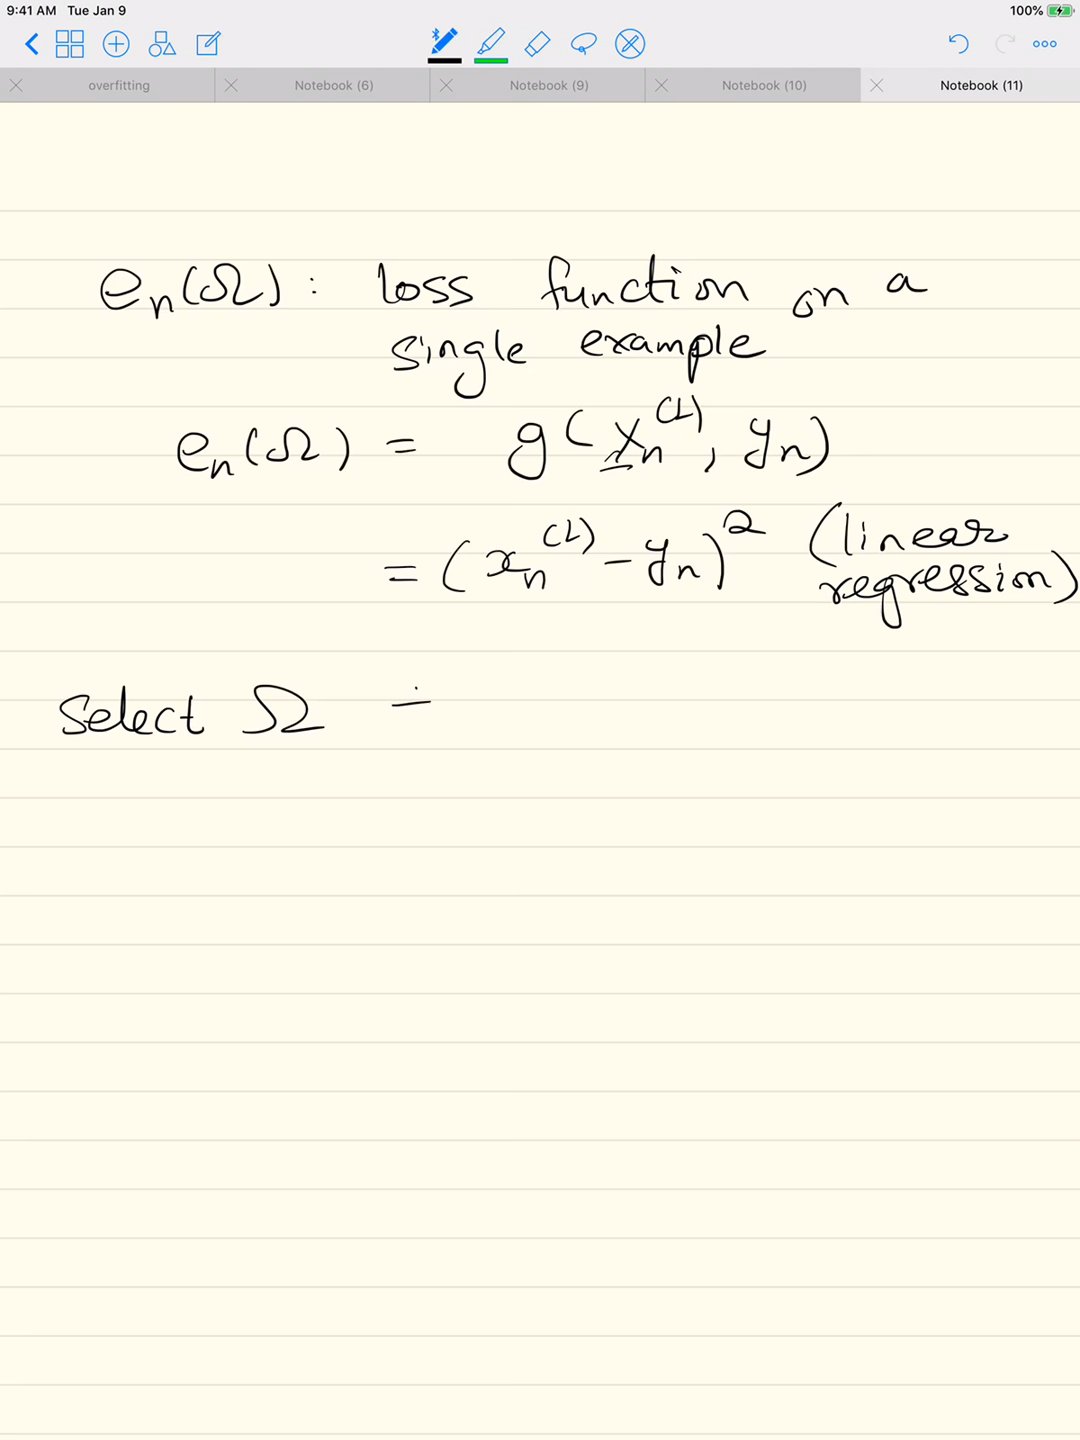 9:41 AM Tue Jan 9 100%
overfitting Notebook (6) Notebook (9) Notebook (10) Notebook (11)
eₙ(Ω) : loss function on a
single example
eₙ(Ω) = g(xₙ^(L), yₙ)
= (xₙ^(L) - yₙ)² (linear
regression)
select Ω ÷